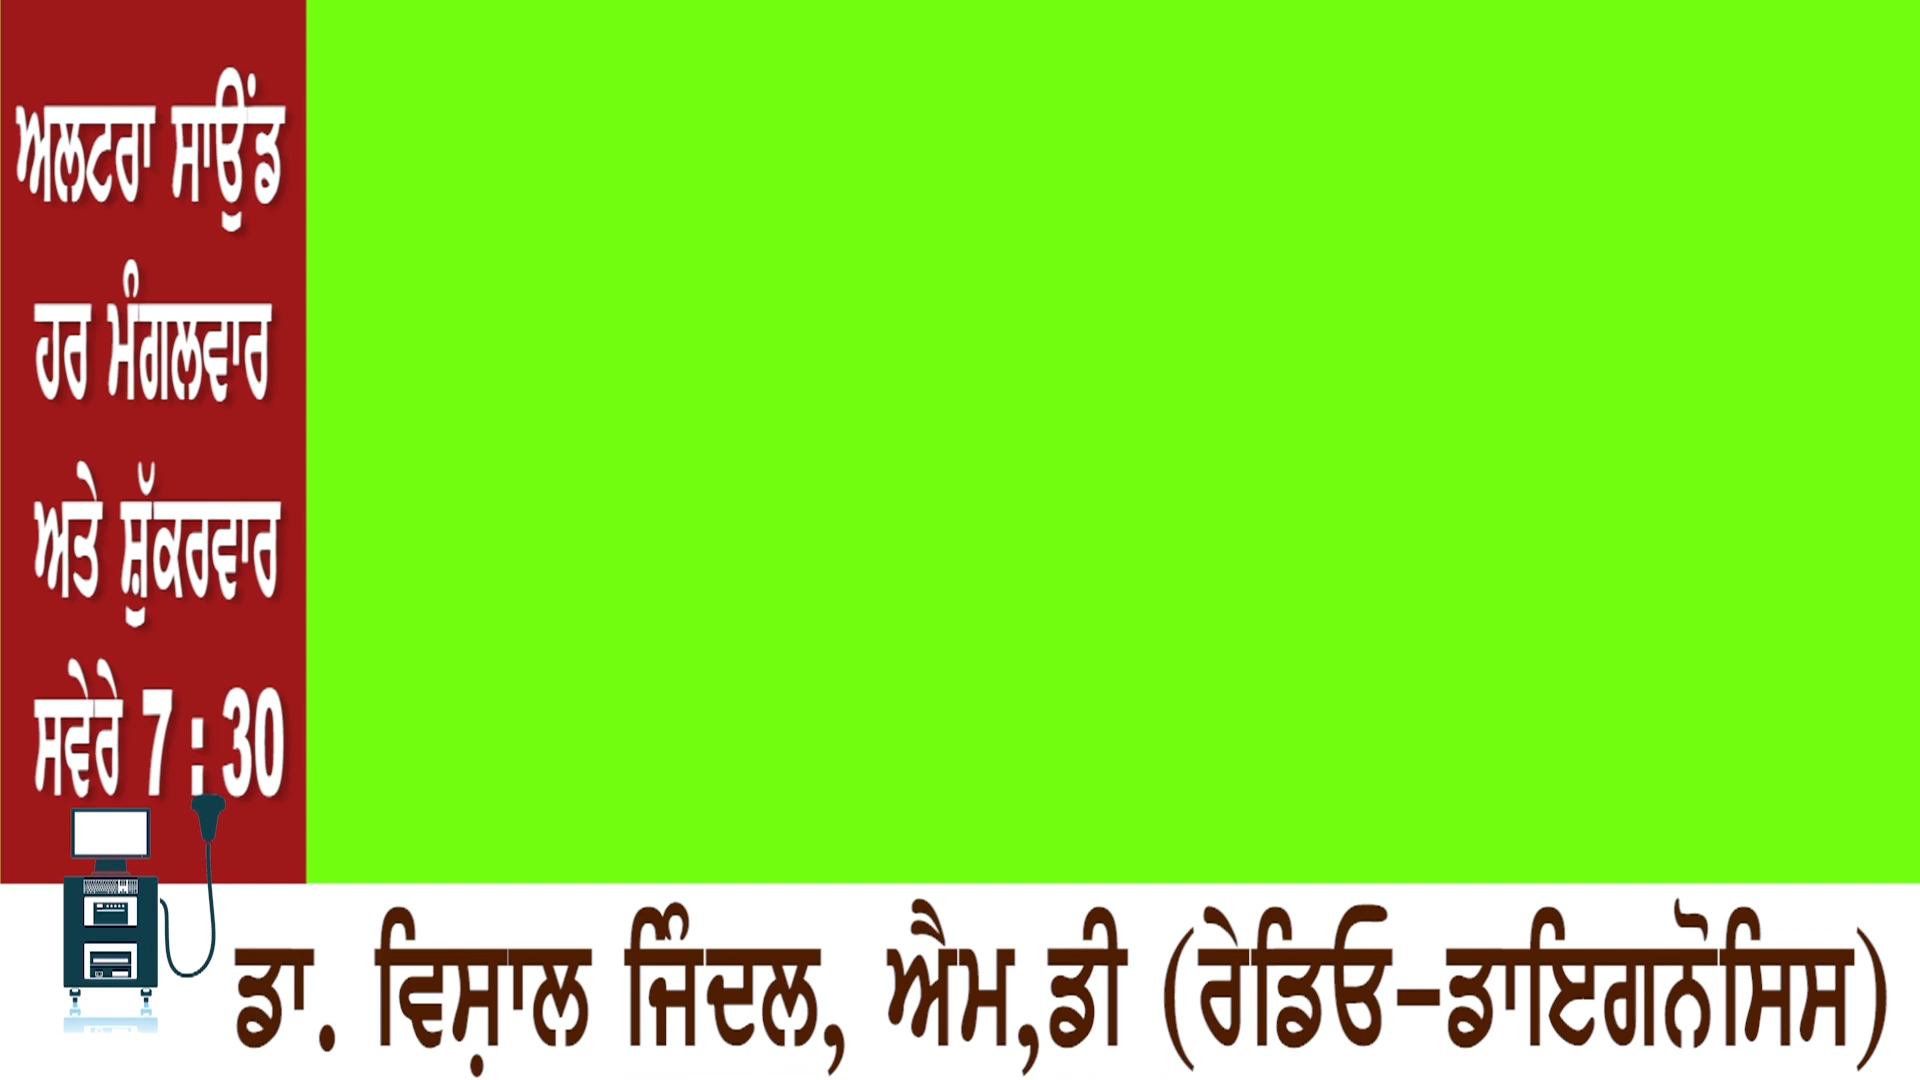 ਅਲਟਰਾ ਸਾਊਂਡ
ਹਰ ਮੰਗਲਵਾਰ
ਅਤੇ ਸ਼ੁੱਕਰਵਾਰ
ਸਵੇਰੇ 7 : 30
ਡਾ. ਵਿਸ਼ਾਲ ਜਿੰਦਲ, ਐਮ,ਡੀ (ਰੇਡਿਓ-ਡਾਇਗਨੋਸਿਸ)